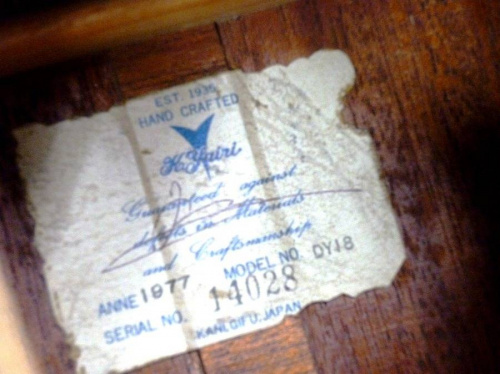 EST. 1935
HAND CRAFTED
K.Yairi
Guaranteed against
defects in Materials
and Craftsmanship
ANNE 1977 MODEL NO. DY18
SERIAL NO. 14028
KANI, GIFU, JAPAN